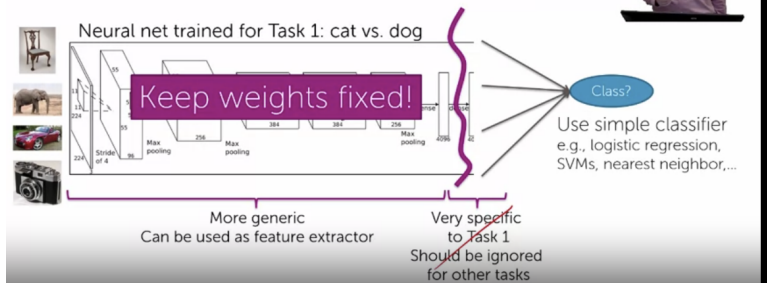 Neural net trained for Task 1: cat vs. dog
Keep weights fixed!
Class?
Use simple classifier
e.g., logistic regression,
SVMs, nearest neighbor,...
55
11
11
224
55
224
Stride
of 4
96
Max
pooling
256
Max
pooling
384
384
256
Max
pooling
4096
More generic
Can be used as feature extractor
Very specific
to Task 1
Should be ignored
for other tasks